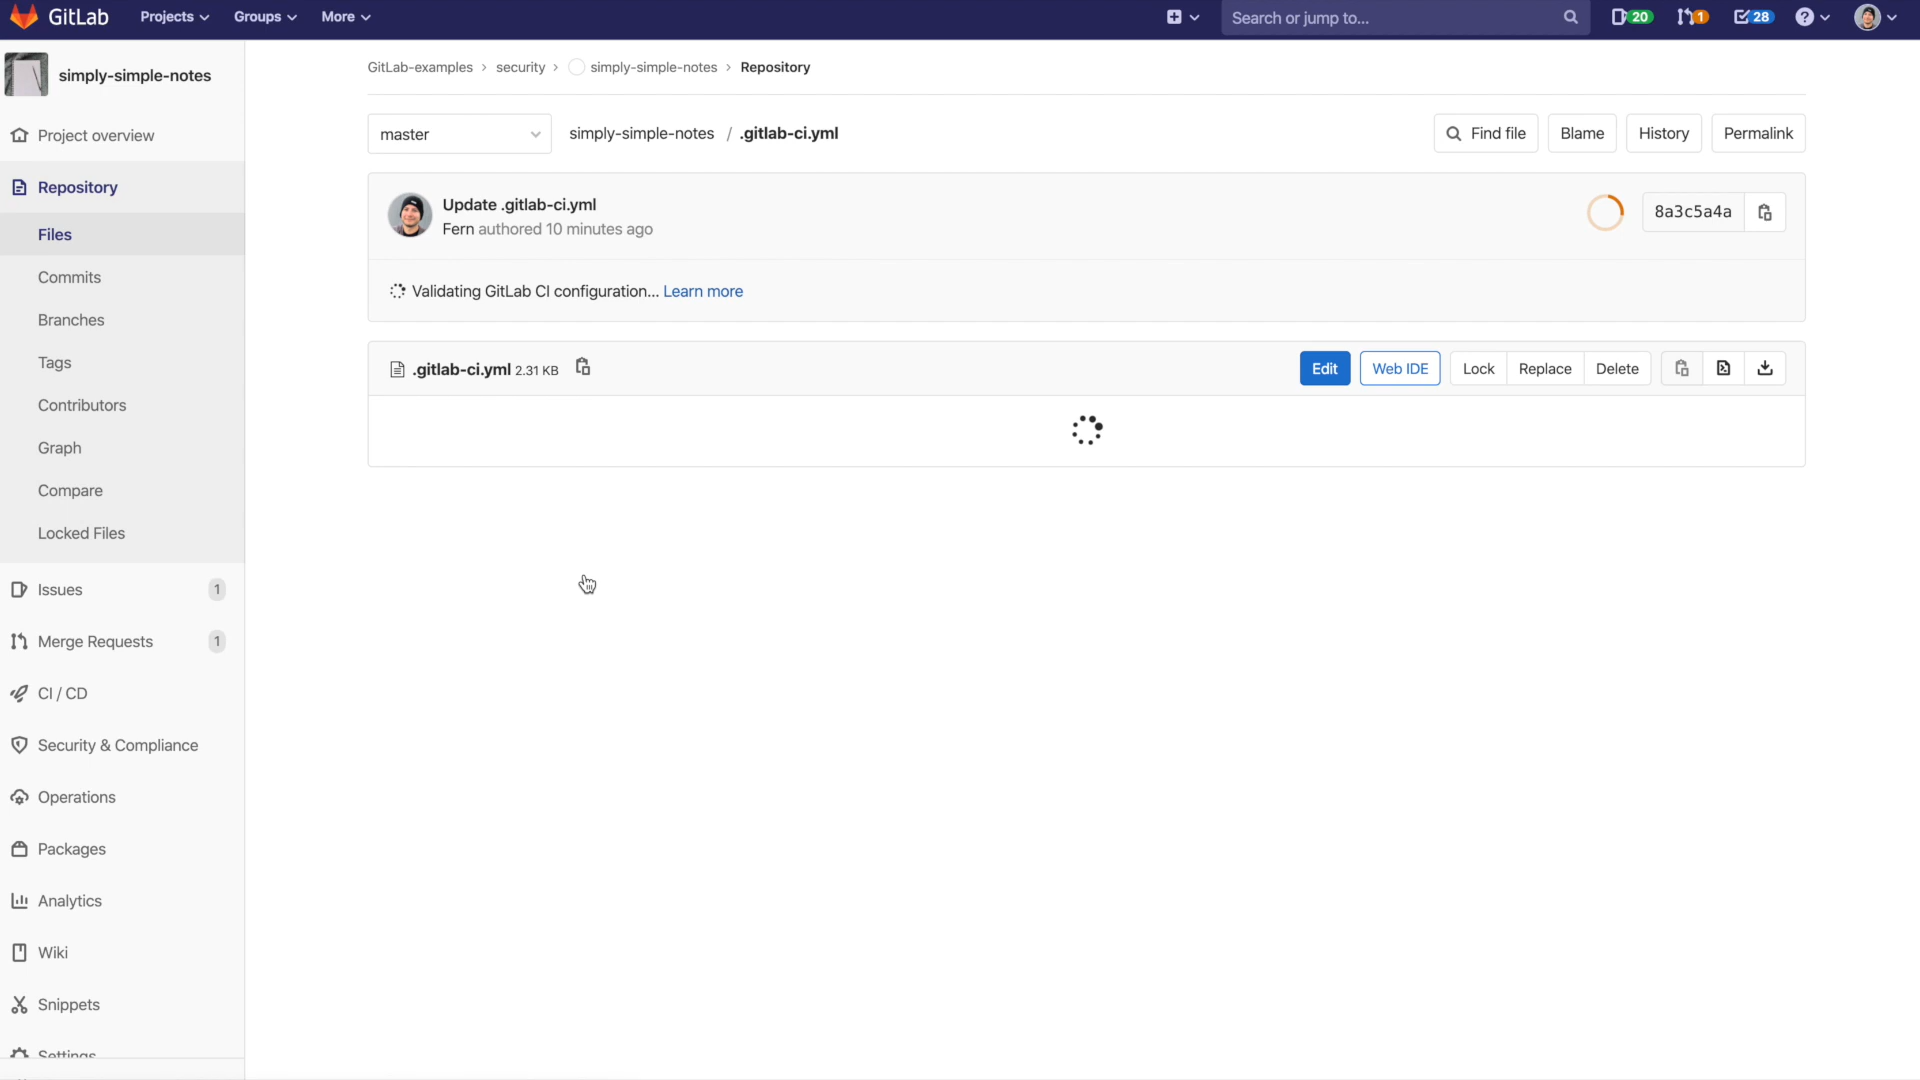 GitLab Projects Groups More Search or jump to... 20 1 28
simply-simple-notes
Project overview
Repository
Files
Commits
Branches
Tags
Contributors
Graph
Compare
Locked Files
Issues 1
Merge Requests 1
CI / CD
Security & Compliance
Operations
Packages
Analytics
Wiki
Snippets
Settings
GitLab-examples > security > simply-simple-notes > Repository
master simply-simple-notes / .gitlab-ci.yml Find file Blame History Permalink
Update .gitlab-ci.yml
Fern authored 10 minutes ago
8a3c5a4a
Validating GitLab CI configuration... Learn more
.gitlab-ci.yml 2.31 KB Edit Web IDE Lock Replace Delete